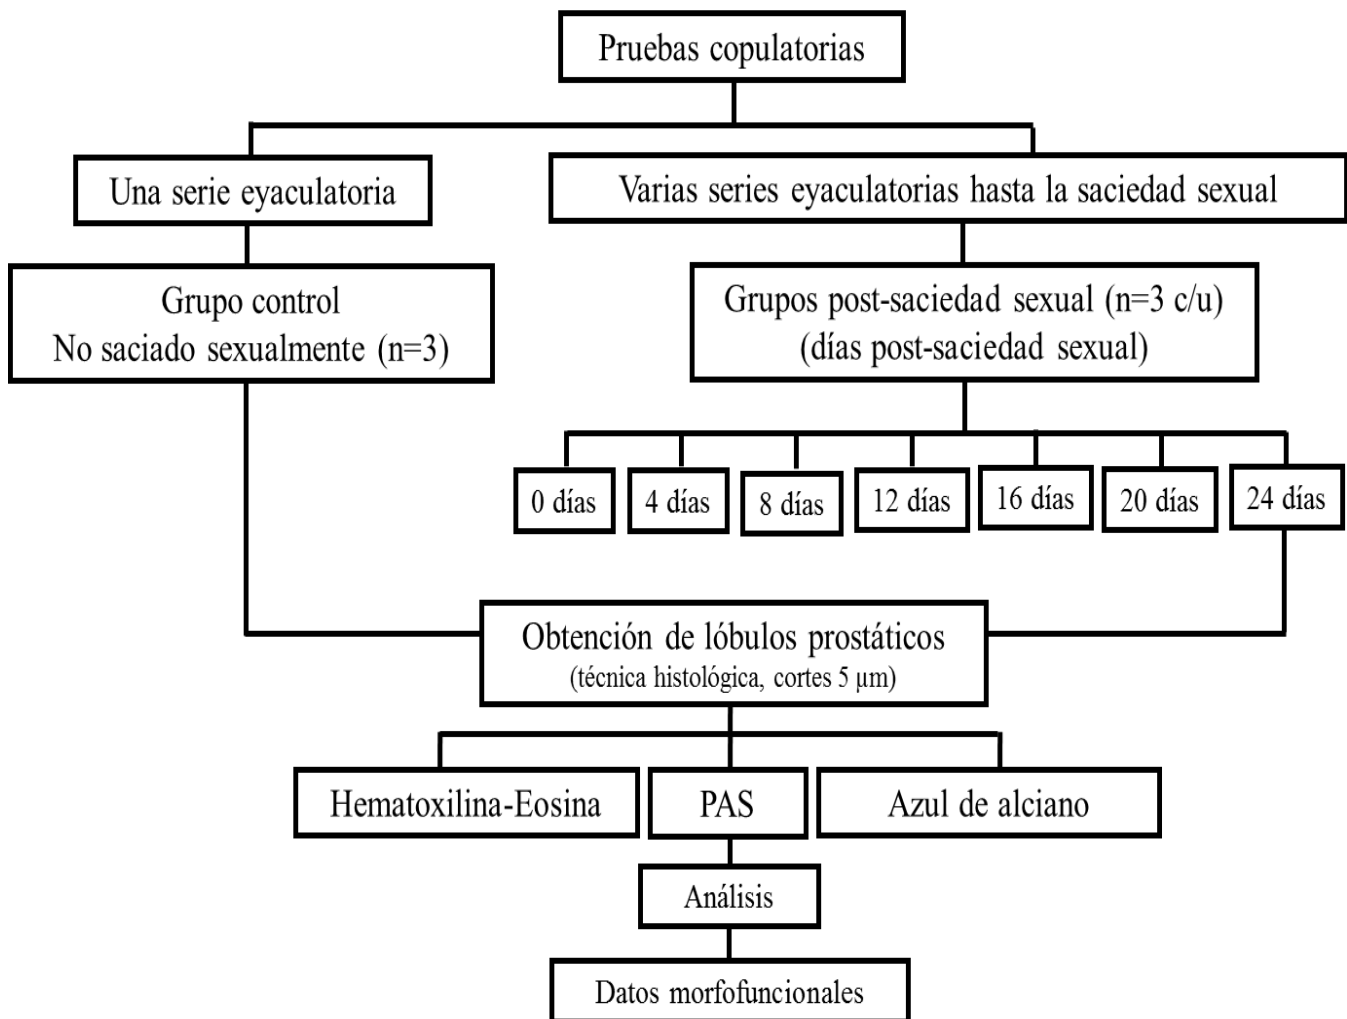 Pruebas copulatorias
Una serie eyaculatoria
Varias series eyaculatorias hasta la saciedad sexual
Grupo control
No saciado sexualmente (n=3)
Grupos post-saciedad sexual (n=3 c/u)
(días post-saciedad sexual)
0 días
4 días
8 días
12 días
16 días
20 días
24 días
Obtención de lóbulos prostáticos
(técnica histológica, cortes 5 µm)
Hematoxilina-Eosina
PAS
Azul de alciano
Análisis
Datos morfofuncionales